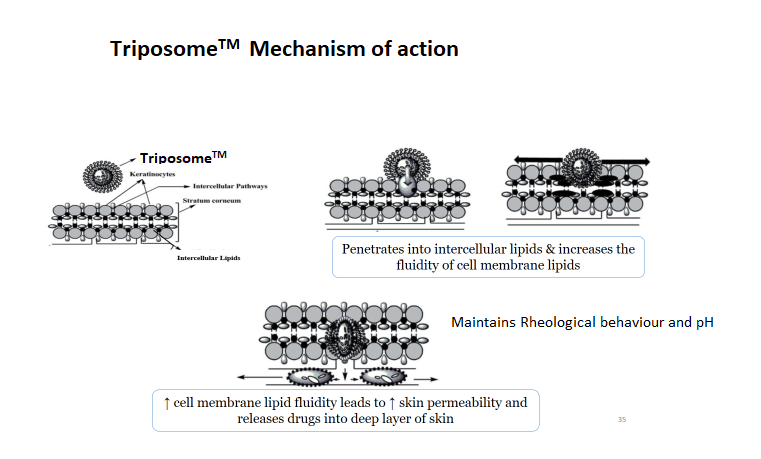 Triposome™ Mechanism of action
Triposome™
Keratinocytes
Intercellular Pathways
Stratum corneum
Intercellular Lipids
Penetrates into intercellular lipids & increases the
fluidity of cell membrane lipids
Maintains Rheological behaviour and pH
↑ cell membrane lipid fluidity leads to ↑ skin permeability and
releases drugs into deep layer of skin
35